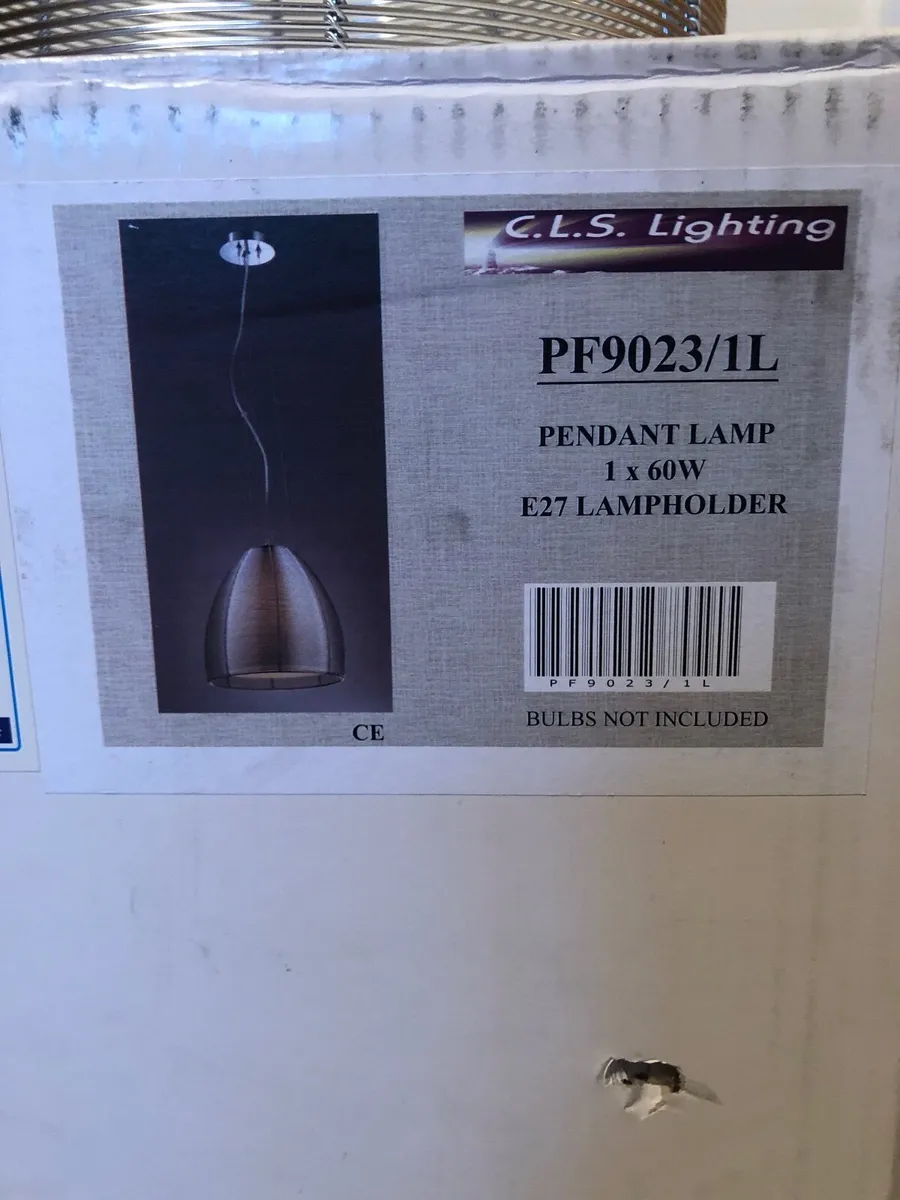 C.L.S. Lighting
PF9023/1L
PENDANT LAMP
1 x 60W
E27 LAMPHOLDER
PF9023/1L
BULBS NOT INCLUDED
CE